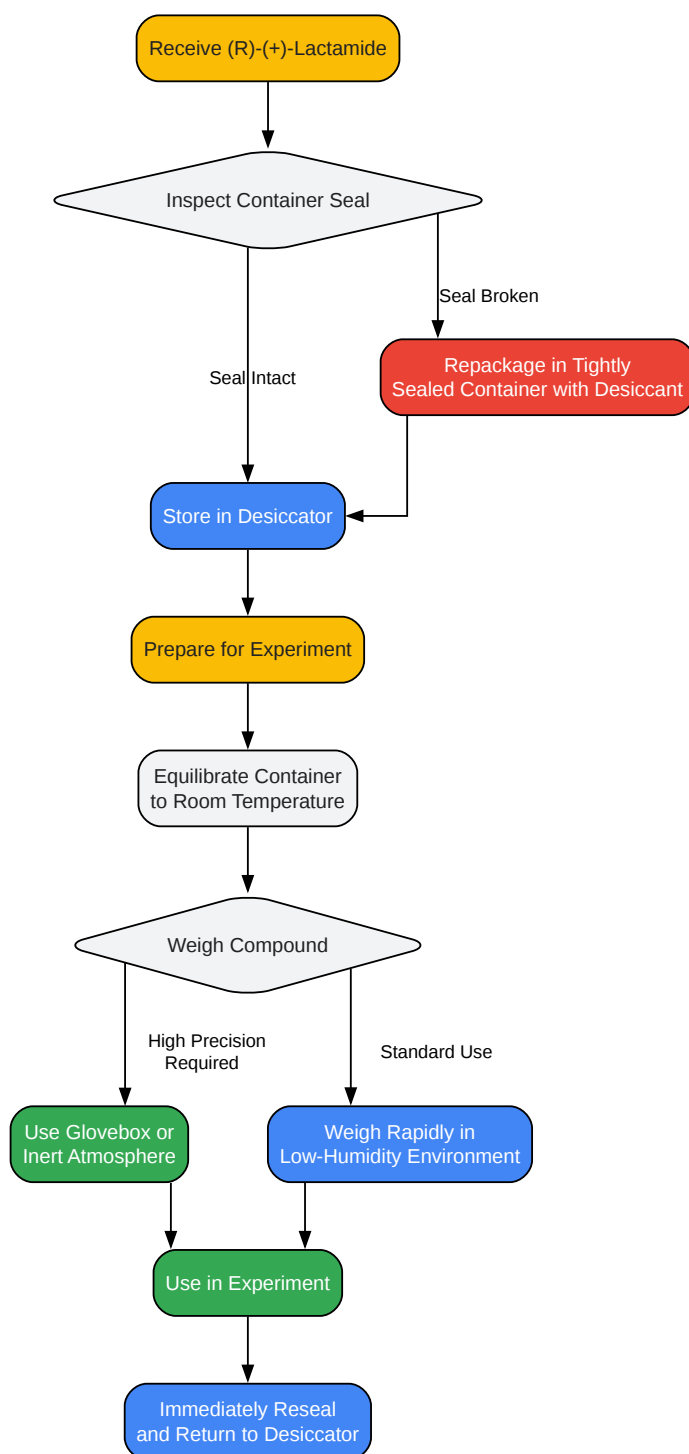 Receive (R)-(+)-Lactamide
Inspect Container Seal
Seal Broken
Seal Intact
Repackage in Tightly
Sealed Container with Desiccant
Store in Desiccator
Prepare for Experiment
Equilibrate Container
to Room Temperature
Weigh Compound
High Precision
Required
Standard Use
Use Glovebox or
Inert Atmosphere
Weigh Rapidly in
Low-Humidity Environment
Use in Experiment
Immediately Reseal
and Return to Desiccator